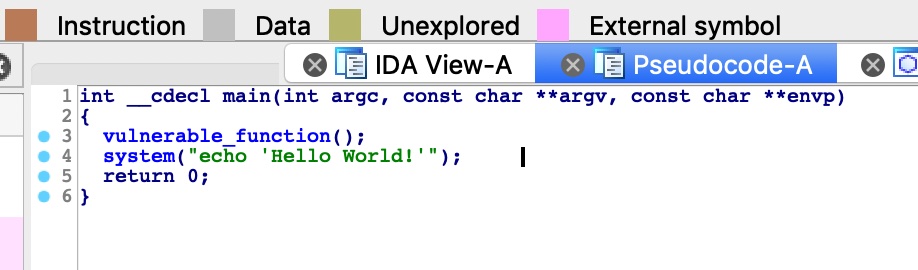 Instruction Data Unexplored External symbol
IDA View-A Pseudocode-A
1 int __cdecl main(int argc, const char **argv, const char **envp)
2 {
3 vulnerable_function();
4 system("echo 'Hello World!'");
5 return 0;
6 }